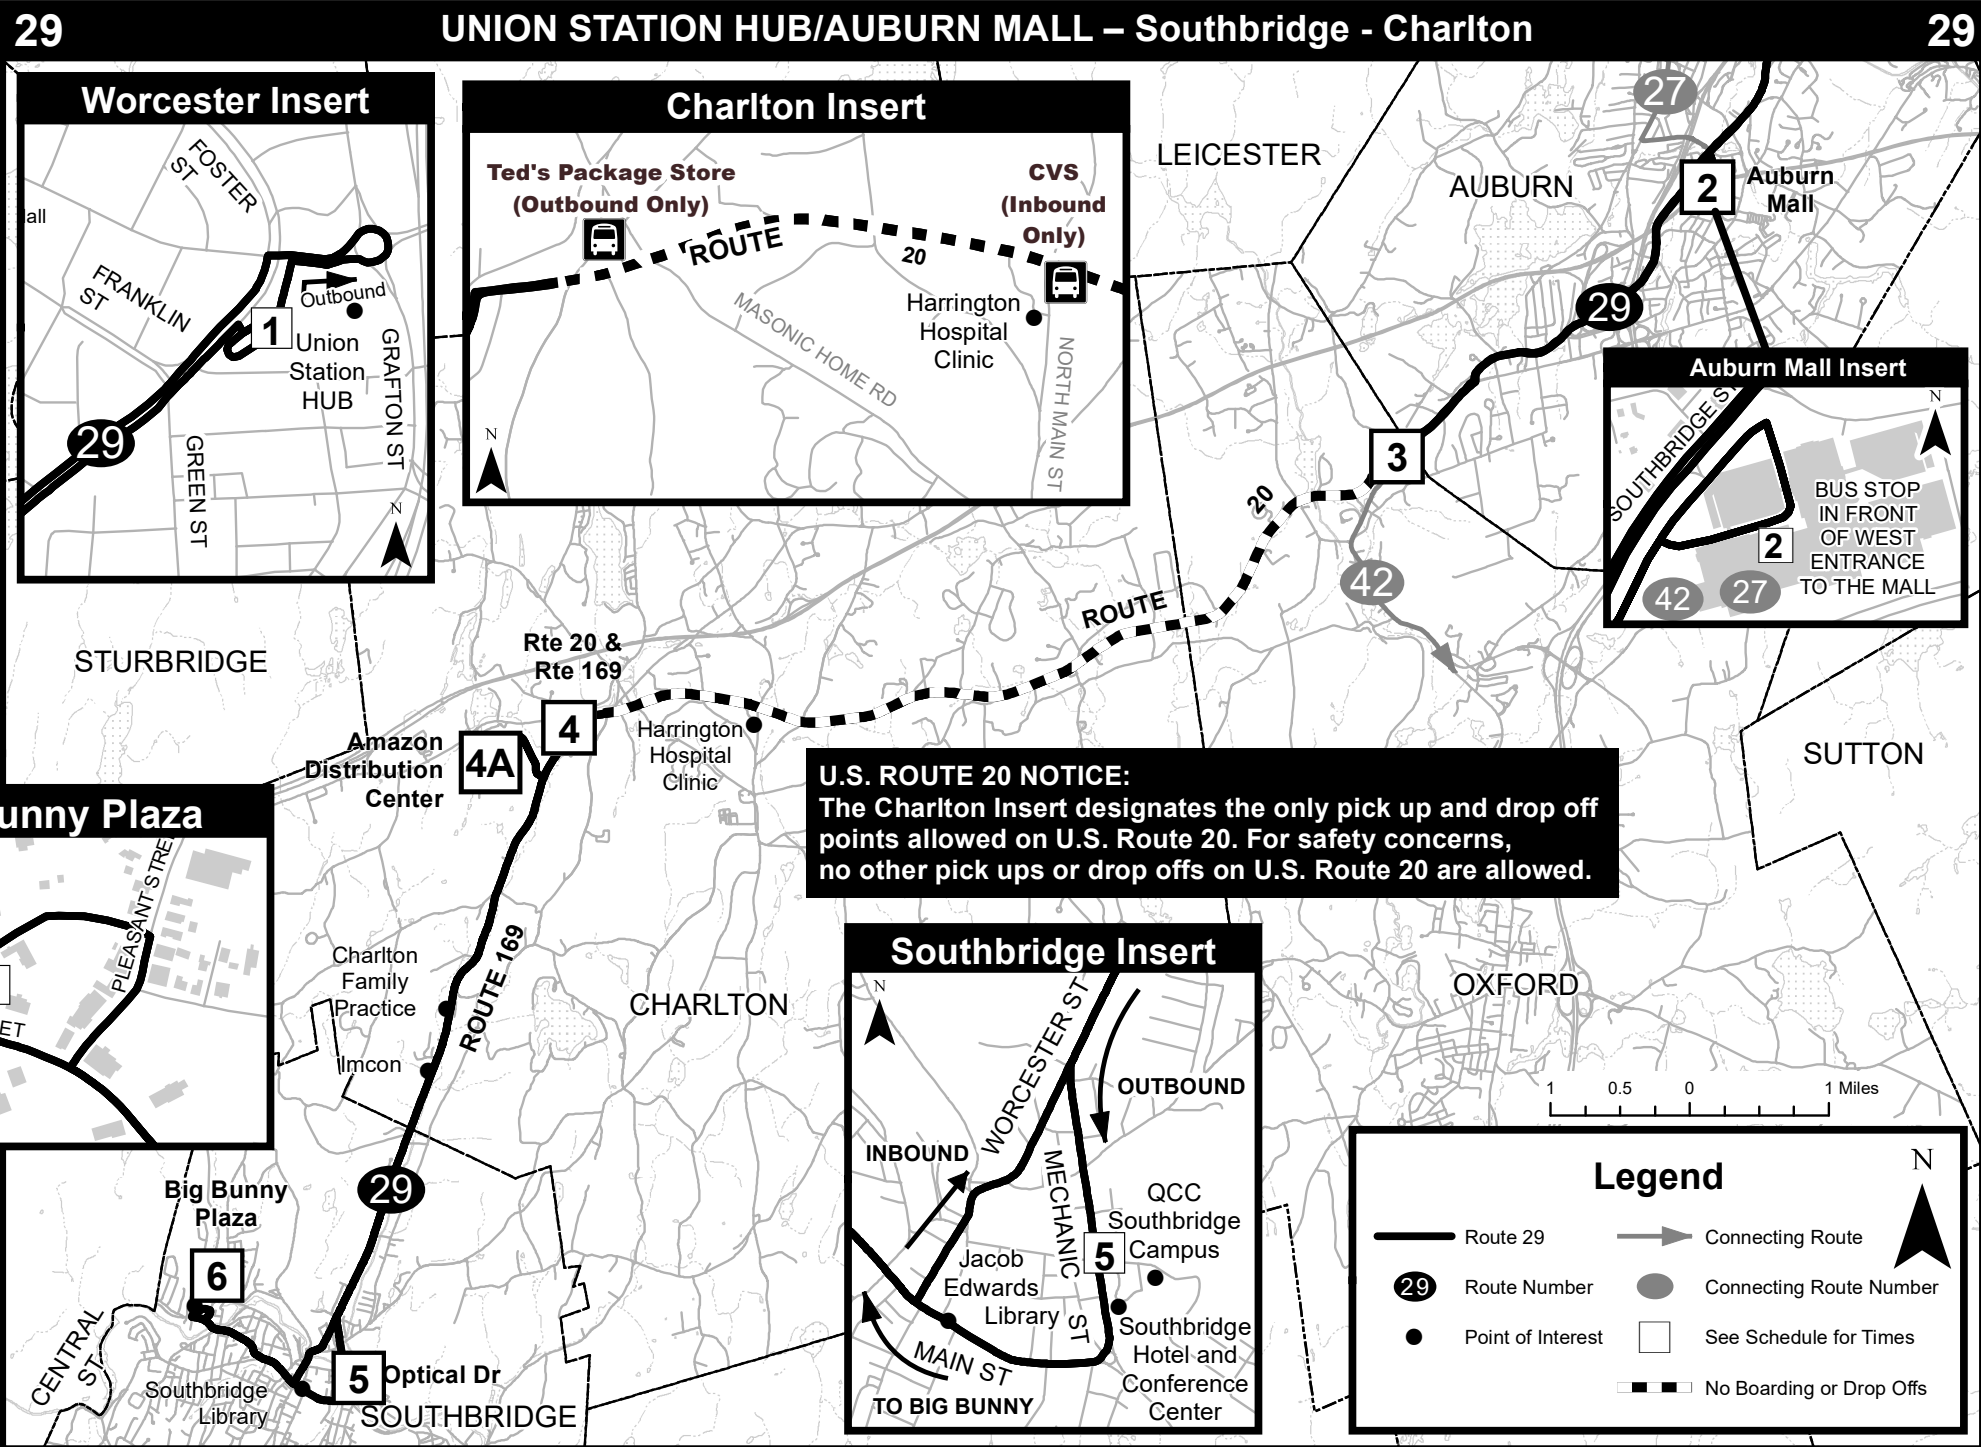 29
UNION STATION HUB/AUBURN MALL – Southbridge - Charlton
29
Worcester Insert
FOSTER
ST
all
FRANKLIN
ST
Outbound
1
Union
Station
HUB
GRAFTON ST
29
GREEN ST
N
Charlton Insert
Ted's Package Store
(Outbound Only)
CVS
(Inbound
Only)
ROUTE
20
MASONIC HOME RD
Harrington
Hospital
Clinic
NORTH MAIN ST
N
LEICESTER
AUBURN
27
2
Auburn
Mall
29
3
20
42
ROUTE
Auburn Mall Insert
SOUTHBRIDGE ST
N
BUS STOP
IN FRONT
OF WEST
ENTRANCE
TO THE MALL
2
42
27
STURBRIDGE
Rte 20 &
Rte 169
4
4A
Amazon
Distribution
Center
Harrington
Hospital
Clinic
SUTTON
U.S. ROUTE 20 NOTICE:
The Charlton Insert designates the only pick up and drop off
points allowed on U.S. Route 20. For safety concerns,
no other pick ups or drop offs on U.S. Route 20 are allowed.
unny Plaza
PLEASANT STRE
ET
Charlton
Family
Practice
Imcon
ROUTE 169
CHARLTON
OXFORD
29
Big Bunny
Plaza
6
CENTRAL
ST
Southbridge
Library
5
Optical Dr
SOUTHBRIDGE
Southbridge Insert
N
WORCESTER ST
OUTBOUND
INBOUND
MECHANIC
ST
QCC
Southbridge
Campus
5
Jacob
Edwards
Library
Southbridge
Hotel and
Conference
Center
MAIN ST
TO BIG BUNNY
1 0.5 0 1 Miles
Legend
N
Route 29
Connecting Route
29
Route Number
Connecting Route Number
Point of Interest
See Schedule for Times
No Boarding or Drop Offs